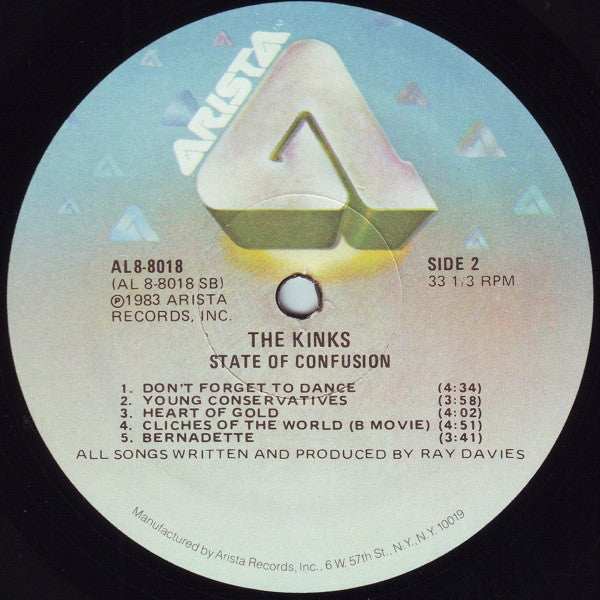 ARISTA
AL8-8018
(AL 8-8018 SB)
℗1983 ARISTA
RECORDS, INC.
SIDE 2
33 1/3 RPM
THE KINKS
STATE OF CONFUSION
1. DON'T FORGET TO DANCE (4:34)
2. YOUNG CONSERVATIVES (3:58)
3. HEART OF GOLD (4:02)
4. CLICHES OF THE WORLD (B MOVIE) (4:51)
5. BERNADETTE (3:41)
ALL SONGS WRITTEN AND PRODUCED BY RAY DAVIES
Manufactured by Arista Records, Inc., 6 W. 57th St., N.Y., N.Y. 10019